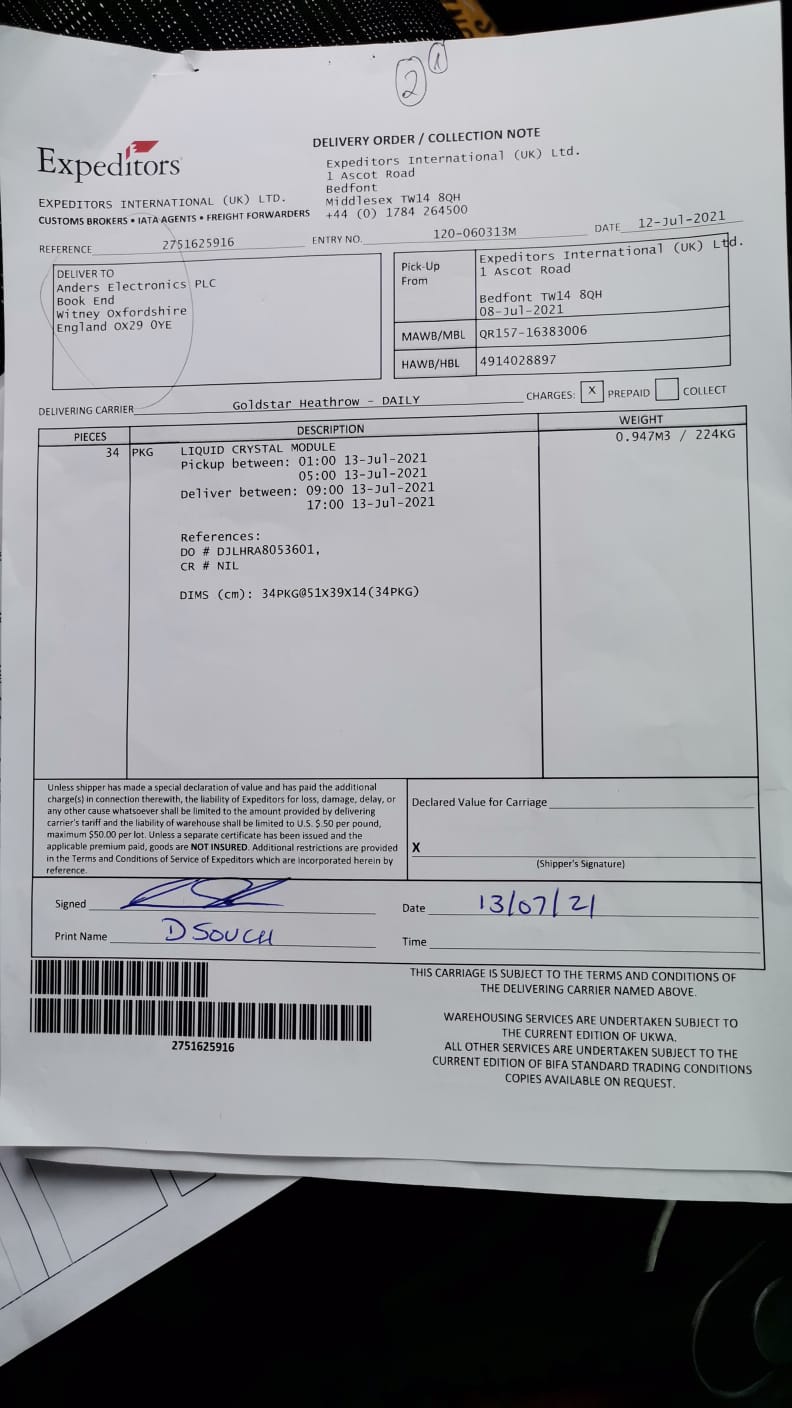 2 1
DELIVERY ORDER / COLLECTION NOTE
Expeditors
Expeditors International (UK) Ltd.
1 Ascot Road
Bedfont
Middlesex TW14 8QH
+44 (0) 1784 264500
EXPEDITORS INTERNATIONAL (UK) LTD.
CUSTOMS BROKERS • IATA AGENTS • FREIGHT FORWARDERS
REFERENCE 2751625916 ENTRY NO. 120-060313M DATE 12-Jul-2021
DELIVER TO
Anders Electronics PLC
Book End
Witney Oxfordshire
England OX29 0YE
Pick-Up
From
Expeditors International (UK) Ltd.
1 Ascot Road
Bedfont TW14 8QH
08-Jul-2021
MAWB/MBL QR157-16383006
HAWB/HBL 4914028897
DELIVERING CARRIER Goldstar Heathrow - DAILY CHARGES: X PREPAID COLLECT
PIECES DESCRIPTION WEIGHT
34 PKG LIQUID CRYSTAL MODULE 0.947M3 / 224KG
Pickup between: 01:00 13-Jul-2021
05:00 13-Jul-2021
Deliver between: 09:00 13-Jul-2021
17:00 13-Jul-2021
References:
DO # DJLHRA8053601,
CR # NIL
DIMS (cm): 34PKG@51X39X14(34PKG)
Unless shipper has made a special declaration of value and has paid the additional
charge(s) in connection therewith, the liability of Expeditors for loss, damage, delay, or
any other cause whatsoever shall be limited to the amount provided by delivering
carrier's tariff and the liability of warehouse shall be limited to U.S. $.50 per pound,
maximum $50.00 per lot. Unless a separate certificate has been issued and the
applicable premium paid, goods are NOT INSURED. Additional restrictions are provided
in the Terms and Conditions of Service of Expeditors which are incorporated herein by
reference.
Declared Value for Carriage
X
(Shipper's Signature)
Signed
Date 13/07/21
Print Name D SOUCH
Time
THIS CARRIAGE IS SUBJECT TO THE TERMS AND CONDITIONS OF
THE DELIVERING CARRIER NAMED ABOVE.
2751625916
WAREHOUSING SERVICES ARE UNDERTAKEN SUBJECT TO
THE CURRENT EDITION OF UKWA.
ALL OTHER SERVICES ARE UNDERTAKEN SUBJECT TO THE
CURRENT EDITION OF BIFA STANDARD TRADING CONDITIONS
COPIES AVAILABLE ON REQUEST.